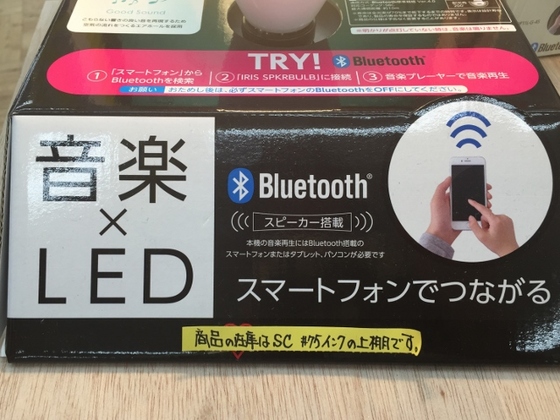 Good Sound
TRY! Bluetooth®
① 「スマートフォン」からBluetoothを検索
② 「IRIS SPKRBULB」に接続
③ 音楽プレーヤーで音楽再生
お願い おためし後は、必ずスマートフォンのBluetoothをOFFにしてください。
音楽
×
LED
Bluetooth®
スピーカー搭載
本機の音楽再生にはBluetooth搭載の
スマートフォンまたはタブレット、パソコンが必要です
スマートフォンでつながる
商品の在庫はSC #75インクの上棚です。